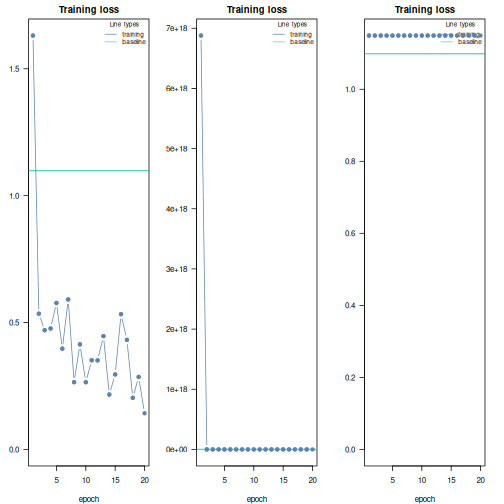 Training loss
Line types
training
baseline
1.5
1.0
0.5
0.0
5
10
15
20
epoch
Training loss
Line types
training
baseline
7e+18
6e+18
5e+18
4e+18
3e+18
2e+18
1e+18
0e+00
5
10
15
20
epoch
Training loss
Line types
training
baseline
1.0
0.8
0.6
0.4
0.2
0.0
5
10
15
20
epoch